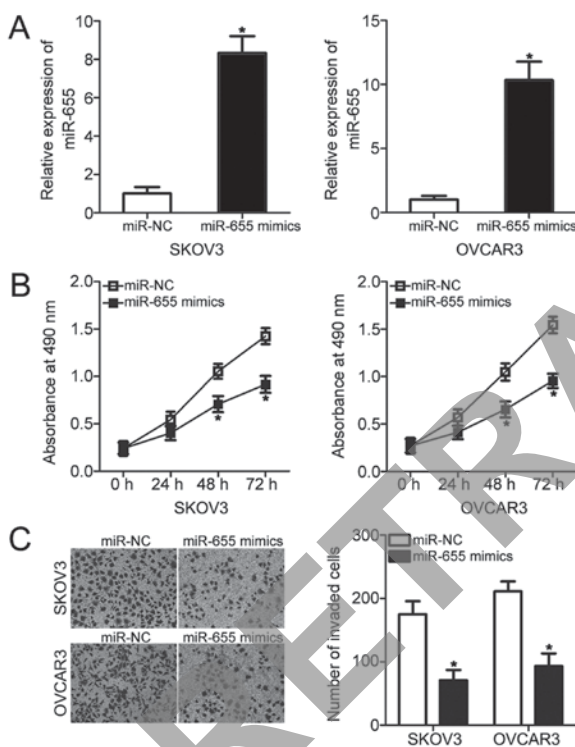 A
Relative expression of
miR-655
10
8
6
4
2
0
*
miR-NC
miR-655 mimics
SKOV3
Relative expression of
miR-655
15
10
5
0
*
miR-NC
miR-655 mimics
OVCAR3
B
Absorbance at 490 nm
2.0
1.5
1.0
0.5
0.0
miR-NC
miR-655 mimics
*
*
0 h
24 h
48 h
72 h
SKOV3
Absorbance at 490 nm
2.0
1.5
1.0
0.5
0.0
miR-NC
miR-655 mimics
*
*
0 h
24 h
48 h
72 h
OVCAR3
C
miR-NC
miR-655 mimics
SKOV3
miR-NC
miR-655 mimics
OVCAR3
Number of invaded cells
300
200
100
0
miR-NC
miR-655 mimics
*
*
SKOV3
OVCAR3
RETRA